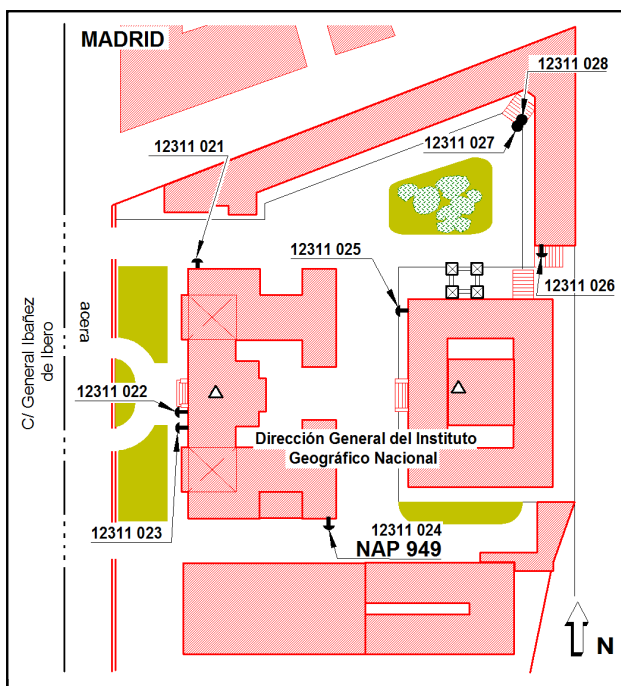 MADRID
12311 028
12311 027
12311 021
12311 025
12311 026
C/ General Ibañez
de Ibero
acera
12311 022
Dirección General del Instituto
Geográfico Nacional
12311 023
12311 024
NAP 949
N